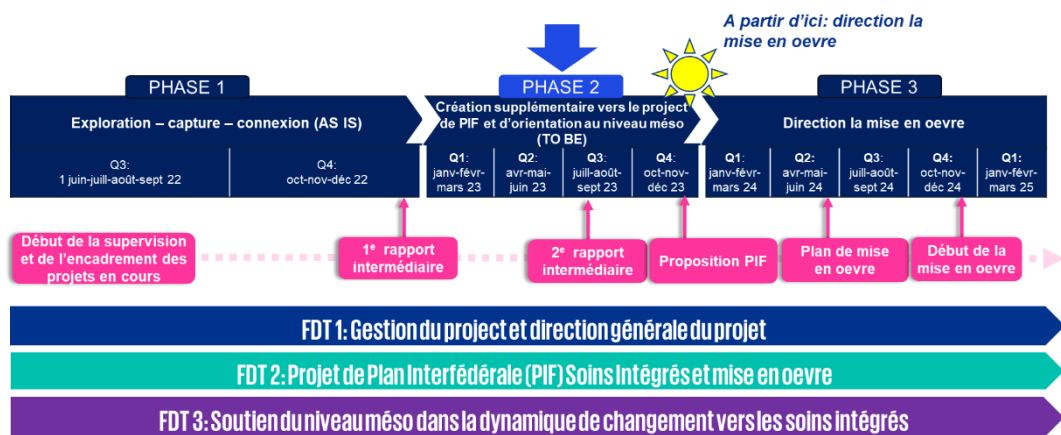 A partir d'ici: direction la
mise en oevre
PHASE 1
PHASE 2
PHASE 3
Exploration – capture – connexion (AS IS)
Création supplémentaire vers le project
de PIF et d'orientation au niveau méso
(TO BE)
Direction la mise en oevre
Q3:
1 juin-juill-août-sept 22
Q4:
oct-nov-déc 22
Q1:
janv-févr-
mars 23
Q2:
avr-mai-
juin 23
Q3:
juill-août-
sept 23
Q4:
oct-nov-
déc 23
Q1:
janv-févr-
mars 24
Q2:
avr-mai-
juin 24
Q3:
juill-août-
sept 24
Q4:
oct-nov-
déc 24
Q1:
janv-févr-
mars 25
Début de la supervision
et de l'encadrement des
projets en cours
1e rapport
intermédiaire
2e rapport
intermédiaire
Proposition PIF
Plan de mise
en oevre
Début de la
mise en oevre
FDT 1: Gestion du project et direction générale du projet
FDT 2: Projet de Plan Interfédérale (PIF) Soins Intégrés et mise en oevre
FDT 3: Soutien du niveau méso dans la dynamique de changement vers les soins intégrés